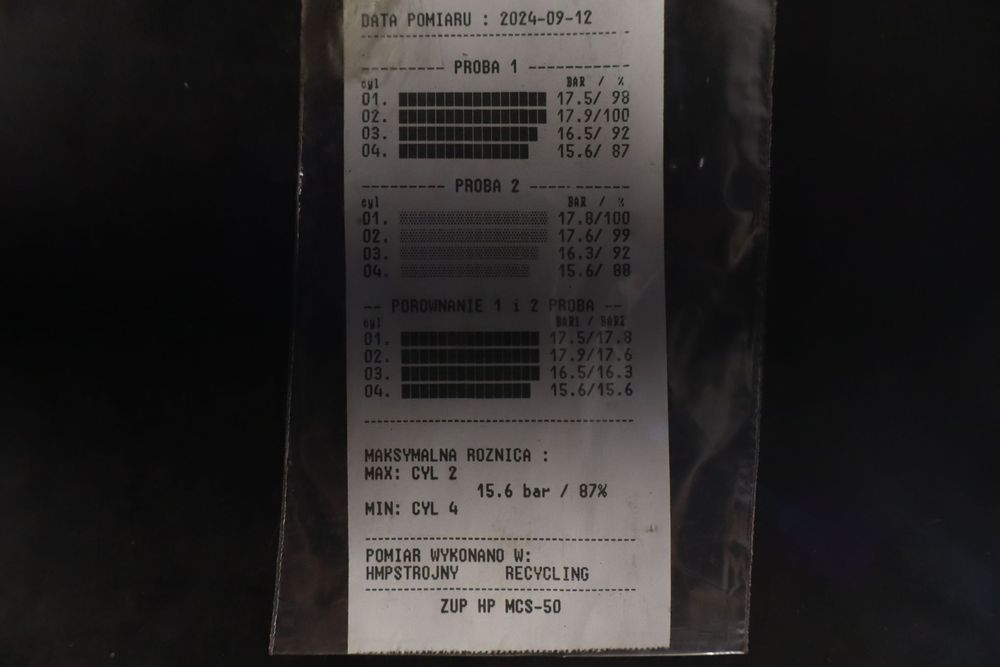 DATA POMIARU : 2024-09-12
--------- PROBA 1 -----------
cyl BAR / %
01. 17.5/ 98
02. 17.9/100
03. 16.5/ 92
04. 15.6/ 87
--------- PROBA 2 -----------
cyl BAR / %
01. 17.8/100
02. 17.6/ 99
03. 16.3/ 92
04. 15.6/ 88
-- POROWNANIE 1 i 2 PROBA --
cyl BAR1 / BAR2
01. 17.5/17.8
02. 17.9/17.6
03. 16.5/16.3
04. 15.6/15.6
MAKSYMALNA ROZNICA :
MAX: CYL 2
15.6 bar / 87%
MIN: CYL 4
POMIAR WYKONANO W:
HMPSTROJNY RECYCLING
ZUP HP MCS-50